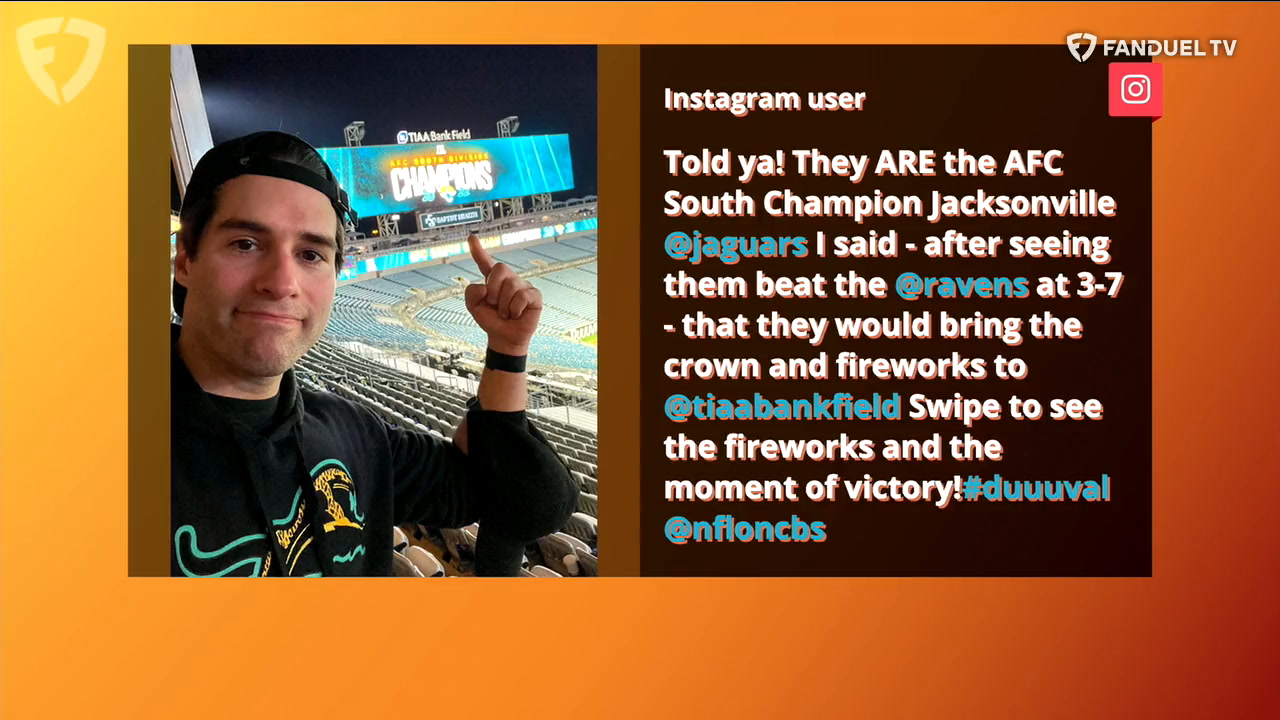 FANDUEL TV
Instagram user
Told ya! They ARE the AFC
South Champion Jacksonville
@jaguars I said - after seeing
them beat the @ravens at 3-7
- that they would bring the
crown and fireworks to
@tiaabankfield Swipe to see
the fireworks and the
moment of victory!#duuuval
@nfloncbs
TIAA Bank Field
AFC SOUTH DIVISION
CHAMPIONS
BAPTIST HEALTH